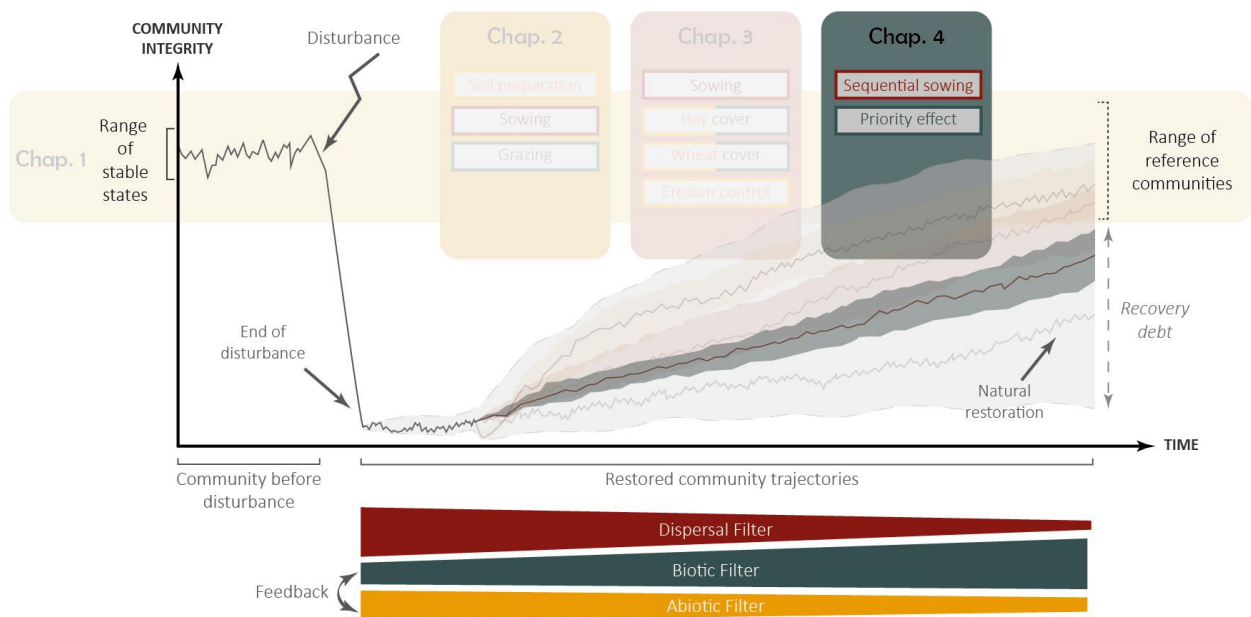 COMMUNITY
INTEGRITY
Disturbance
Chap. 2
Chap. 3
Chap. 4
Soil preparation
Sowing
Grazing
Sowing
Hay cover
Wheat cover
Erosion control
Sequential sowing
Priority effect
Chap. 1
Range
of
stable
states
Range of
reference
communities
End of
disturbance
Recovery
debt
Natural
restoration
TIME
Community before
disturbance
Restored community trajectories
Dispersal Filter
Biotic Filter
Feedback
Abiotic Filter